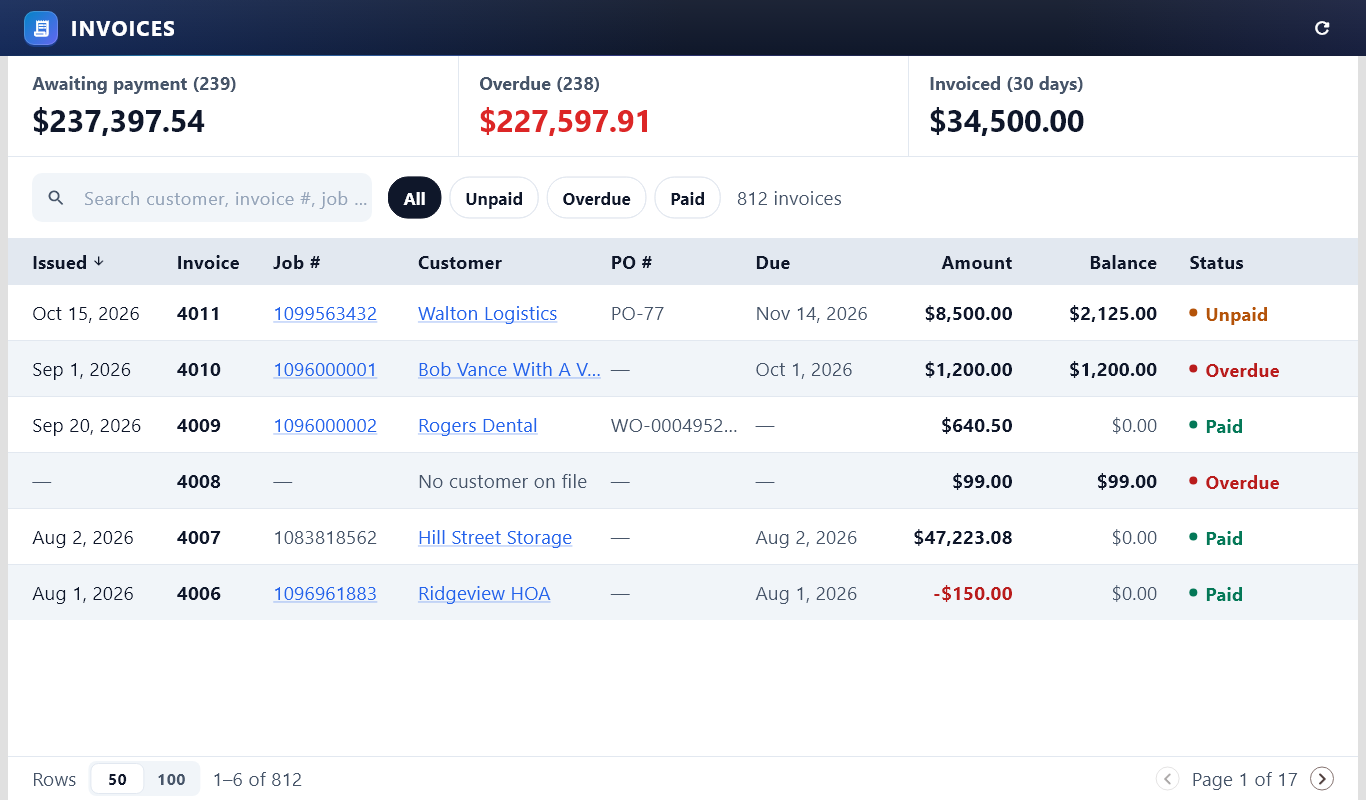 INVOICES
Awaiting payment (239) Overdue (238) Invoiced (30 days)
$237,397.54 $227,597.91 $34,500.00
Search customer, invoice #, job ... All Unpaid Overdue Paid 812 invoices
Issued ↓ Invoice Job # Customer PO # Due Amount Balance Status
Oct 15, 2026 4011 1099563432 Walton Logistics PO-77 Nov 14, 2026 $8,500.00 $2,125.00 Unpaid
Sep 1, 2026 4010 1096000001 Bob Vance With A V... — Oct 1, 2026 $1,200.00 $1,200.00 Overdue
Sep 20, 2026 4009 1096000002 Rogers Dental WO-0004952... — $640.50 $0.00 Paid
— 4008 — No customer on file — — $99.00 $99.00 Overdue
Aug 2, 2026 4007 1083818562 Hill Street Storage — Aug 2, 2026 $47,223.08 $0.00 Paid
Aug 1, 2026 4006 1096961883 Ridgeview HOA — Aug 1, 2026 -$150.00 $0.00 Paid
Rows 50 100 1–6 of 812 Page 1 of 17